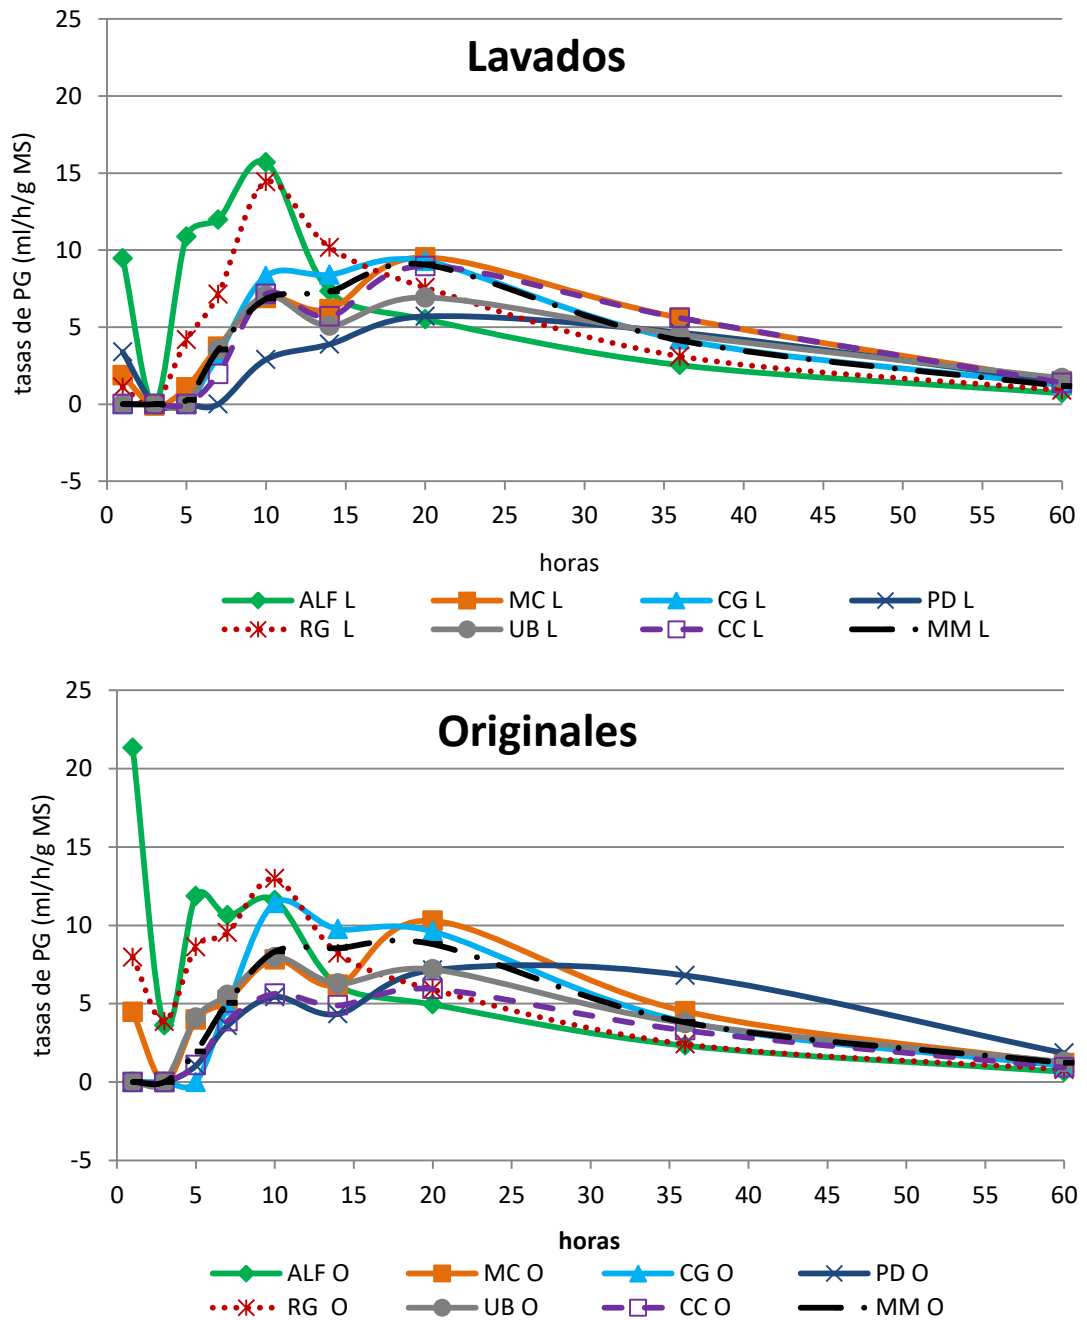 Lavados
25
20
15
10
5
0
-5
tasas de PG (ml/h/g MS)
0 5 10 15 20 25 30 35 40 45 50 55 60
horas
ALF L MC L CG L PD L
RG L UB L CC L MM L
Originales
25
20
15
10
5
0
-5
tasas de PG (ml/h/g MS)
0 5 10 15 20 25 30 35 40 45 50 55 60
horas
ALF O MC O CG O PD O
RG O UB O CC O MM O